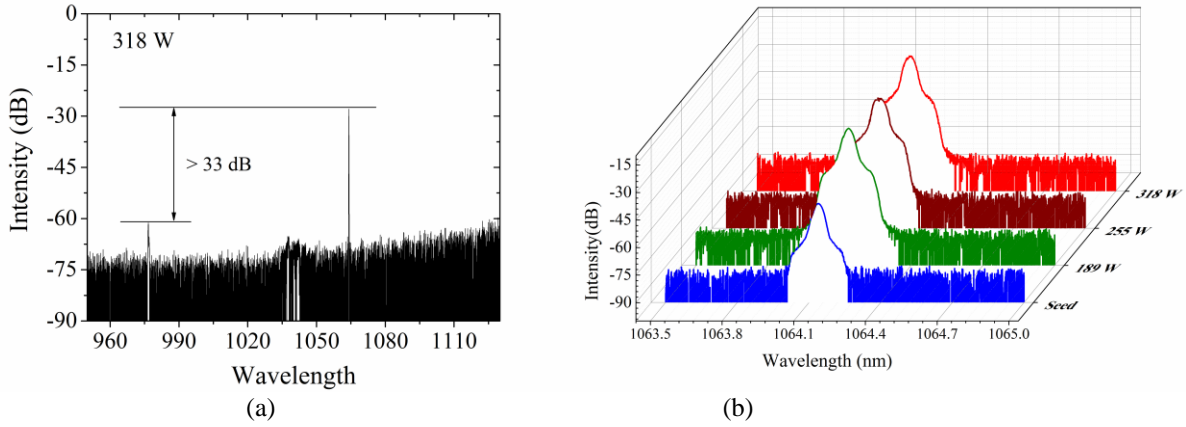 318 W
> 33 dB
Intensity (dB)
0
-15
-30
-45
-60
-75
-90
960 990 1020 1050 1080 1110
Wavelength
(a)
Intensity(dB)
-15
-30
-45
-60
-75
-90
1063.5 1063.8 1064.1 1064.4 1064.7 1065.0
Wavelength (nm)
318 W
255 W
189 W
Seed
(b)